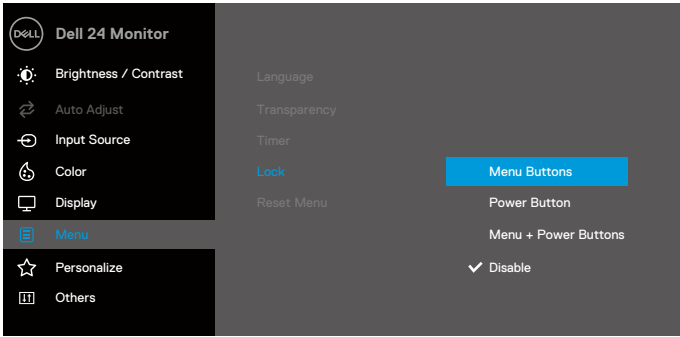 DELL Dell 24 Monitor
Brightness / Contrast
Auto Adjust
Input Source
Color
Display
Menu
Personalize
Others
Language
Transparency
Timer
Lock
Reset Menu
Menu Buttons
Power Button
Menu + Power Buttons
Disable